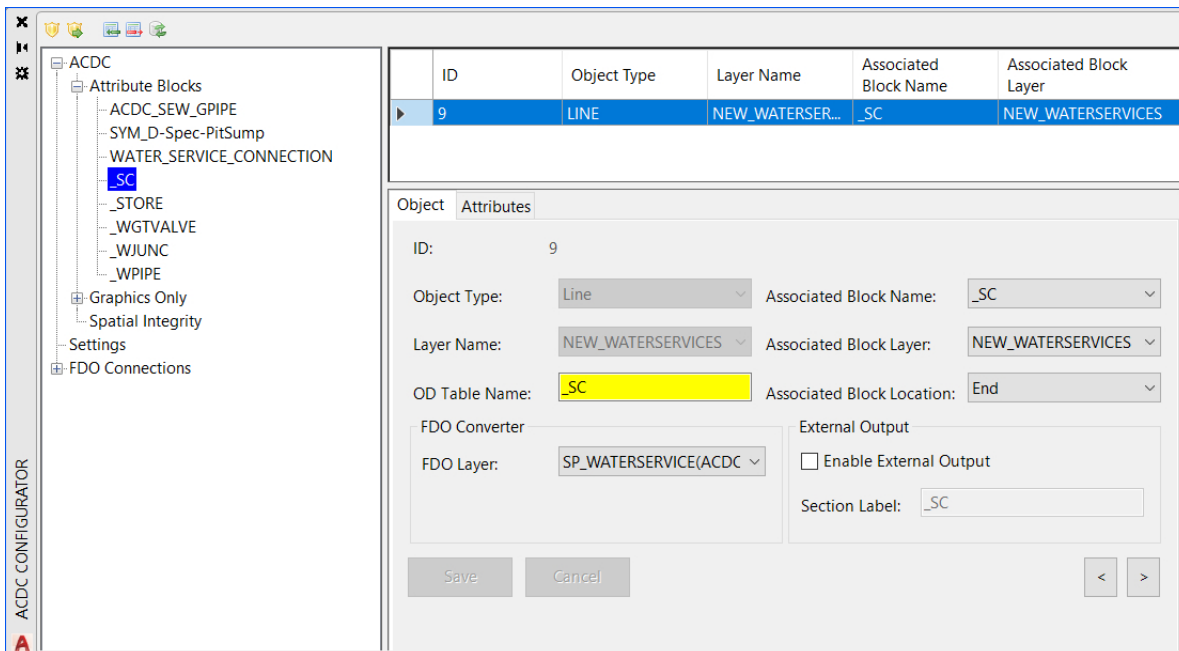 ACDC
Attribute Blocks
ACDC_SEW_GPIPE
SYM_D-Spec-PitSump
WATER_SERVICE_CONNECTION
_SC
_STORE
_WGTVALVE
_WJUNC
_WPIPE
Graphics Only
Spatial Integrity
Settings
FDO Connections
ACDC CONFIGURATOR
ID Object Type Layer Name Associated Block Name Associated Block Layer
9 LINE NEW_WATERSER... _SC NEW_WATERSERVICES
Object Attributes
ID: 9
Object Type: Line Associated Block Name: _SC
Layer Name: NEW_WATERSERVICES Associated Block Layer: NEW_WATERSERVICES
OD Table Name: _SC Associated Block Location: End
FDO Converter External Output
FDO Layer: SP_WATERSERVICE(ACDC Enable External Output
Section Label: _SC
Save Cancel < >